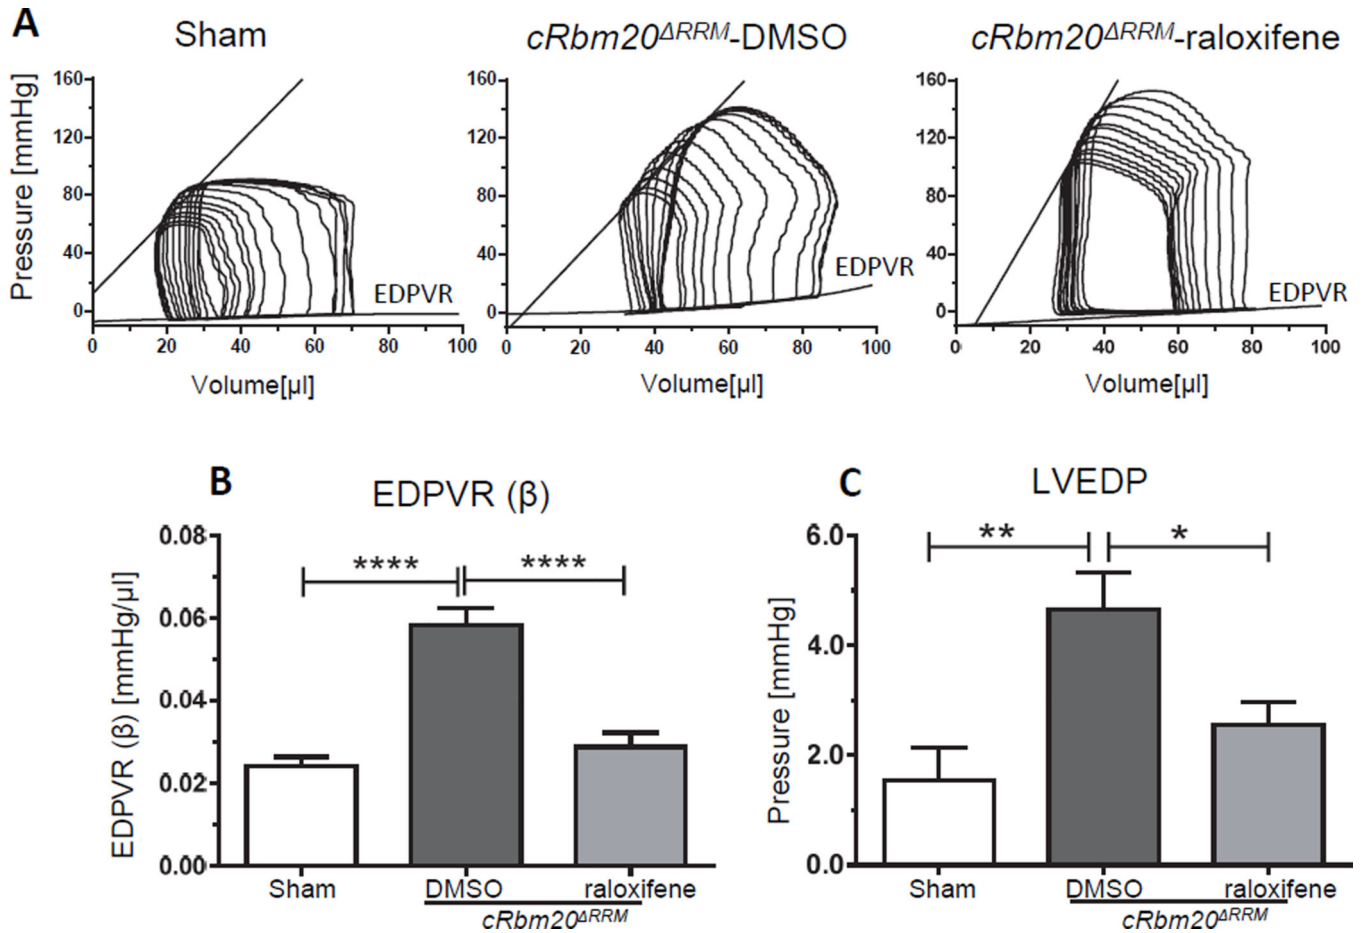 A
Sham
cRbm20ΔRRM-DMSO
cRbm20ΔRRM-raloxifene
Pressure [mmHg]
160
120
80
40
0
EDPVR
0 20 40 60 80 100
Volume[µl]
160
120
80
40
0
EDPVR
0 20 40 60 80 100
Volume[µl]
160
120
80
40
0
EDPVR
0 20 40 60 80 100
Volume[µl]
B
EDPVR (β)
EDPVR (β) [mmHg/µl]
0.08
0.06
0.04
0.02
0.00
**** ****
Sham DMSO raloxifene
cRbm20ΔRRM
C
LVEDP
Pressure [mmHg]
6.0
4.0
2.0
0.0
** *
Sham DMSO raloxifene
cRbm20ΔRRM